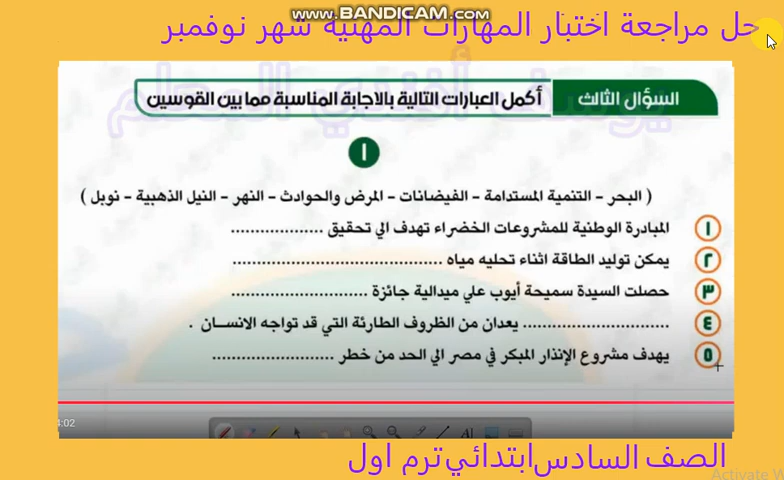 www.BANDICAM.com
حل مراجعة اختبار المهارات المهنية شهر نوفمبر
السؤال الثالث أكمل العبارات التالية بالاجابة المناسبة مما بين القوسين
١
( البحر - التنمية المستدامة - الفيضانات - المرض والحوادث - النهر - النيل الذهبية - نوبل )
١ المبادرة الوطنية للمشروعات الخضراء تهدف الي تحقيق ...................
٢ يمكن توليد الطاقة اثناء تحليه مياه ...........................................
٣ حصلت السيدة سميحة أيوب علي ميدالية جائزة ............................
٤ .............................. يعدان من الظروف الطارئة التي قد تواجه الانسـان .
٥ يهدف مشروع الإنذار المبكر في مصر الي الحد من خطر .........................
4:02
الصف السادس ابتدائي ترم اول
Activate W